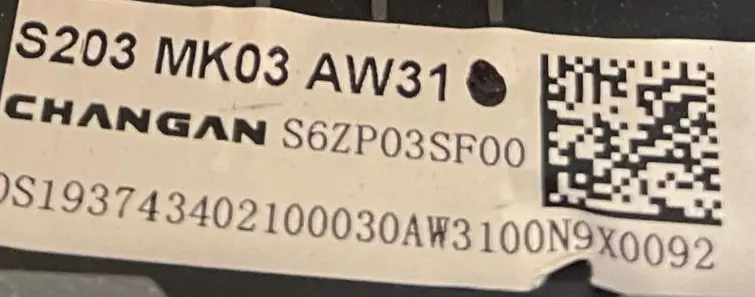 S203 MK03 AW31
CHANGAN S6ZP03SF00
S193743402100030AW3100N9X0092